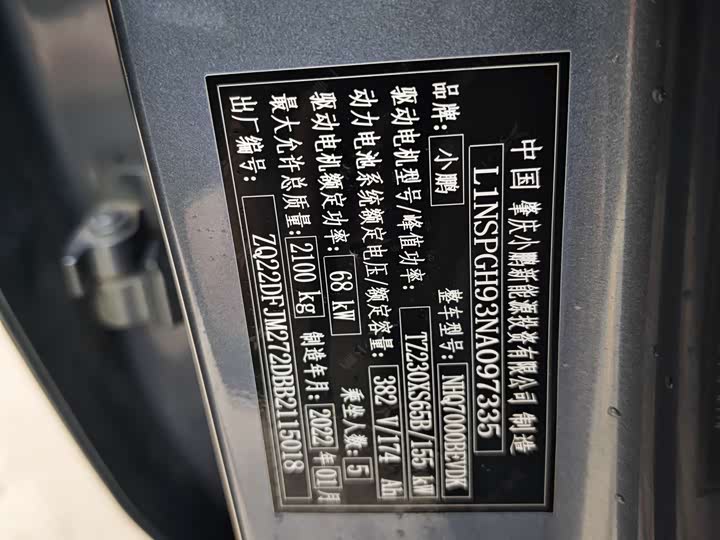 中国 肇庆小鹏新能源投资有限公司 制造
L1NSPGH93NA097335
品牌: 小鹏 整车型号: NHQ7000BEVDK
驱动电机型号/峰值功率: TZ230XS65B/155 kW
动力电池系统额定电压/额定容量: 382 V/174 Ah
驱动电机额定功率: 68 kW 乘坐人数: 5
最大允许总质量: 2100 kg 制造年月: 2022 年 01 月
出厂编号: ZQ22DFJM272DBB2115018